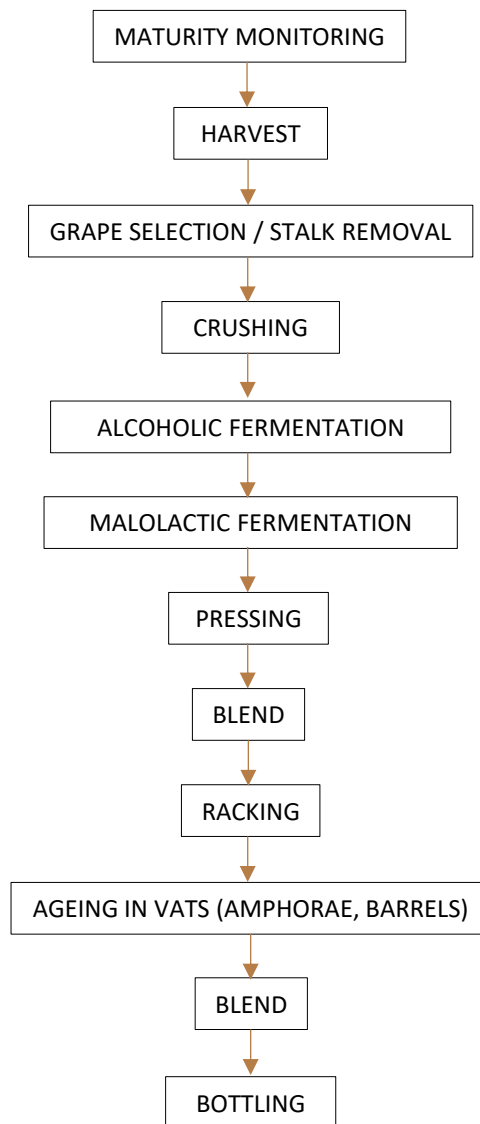 MATURITY MONITORING
HARVEST
GRAPE SELECTION / STALK REMOVAL
CRUSHING
ALCOHOLIC FERMENTATION
MALOLACTIC FERMENTATION
PRESSING
BLEND
RACKING
AGEING IN VATS (AMPHORAE, BARRELS)
BLEND
BOTTLING